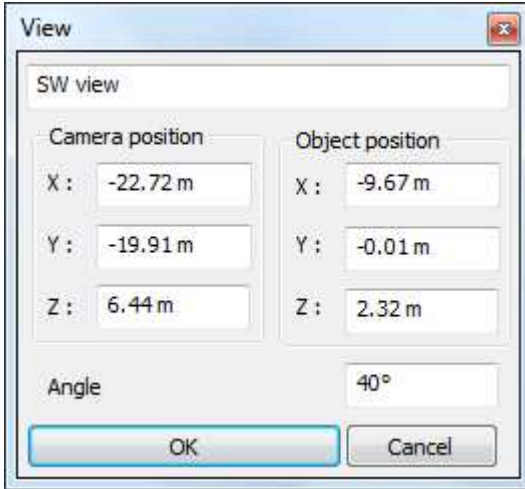 View
SW view
Camera position
X : -22.72 m
Y : -19.91 m
Z : 6.44 m
Object position
X : -9.67 m
Y : -0.01 m
Z : 2.32 m
Angle 40°
OK Cancel